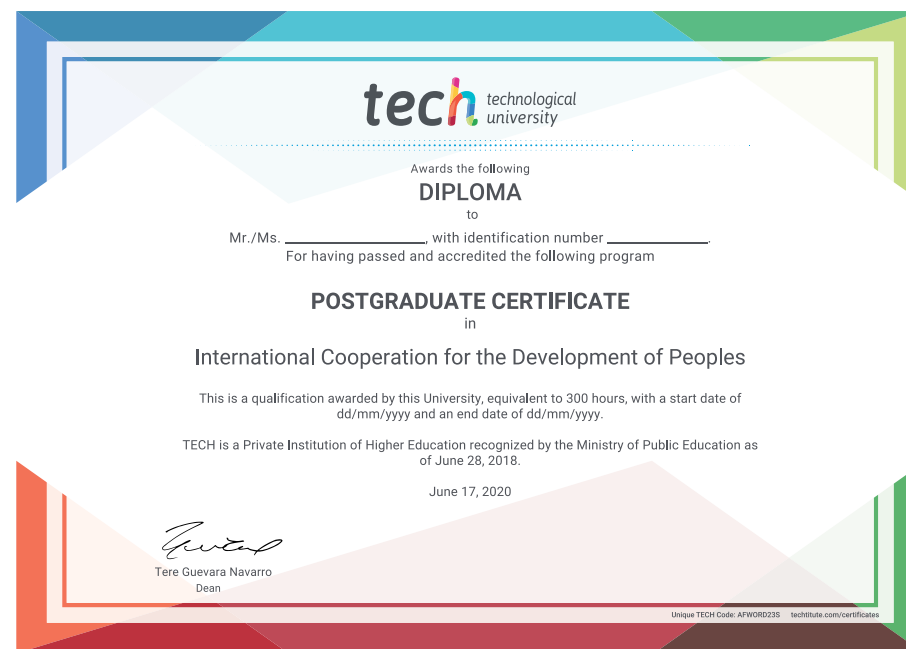 tech technological
university
Awards the following
DIPLOMA
to
Mr./Ms. ____________________, with identification number ______________.
For having passed and accredited the following program
POSTGRADUATE CERTIFICATE
in
International Cooperation for the Development of Peoples
This is a qualification awarded by this University, equivalent to 300 hours, with a start date of
dd/mm/yyyy and an end date of dd/mm/yyyy.
TECH is a Private Institution of Higher Education recognized by the Ministry of Public Education as
of June 28, 2018.
June 17, 2020
Tere Guevara Navarro
Dean
Unique TECH Code: AFWORD23S techtitute.com/certificates